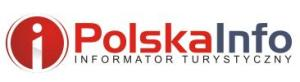 i PolskaInfo
INFORMATOR TURYSTYCZNY